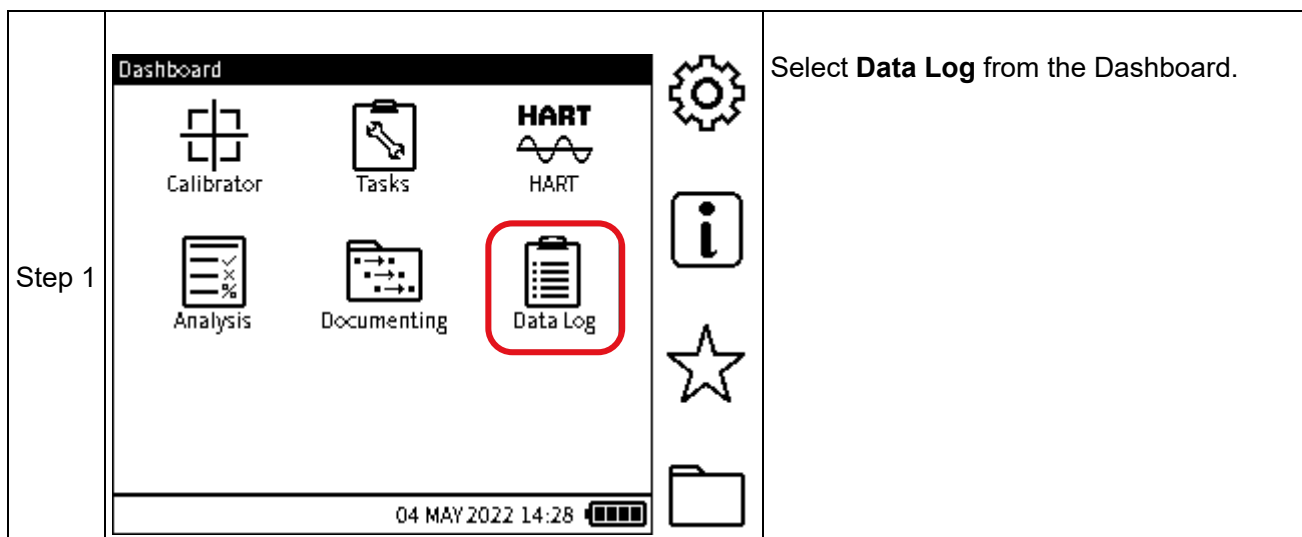 Step 1
Dashboard
HART
Calibrator Tasks HART
Analysis Documenting Data Log
04 MAY 2022 14:28
Select Data Log from the Dashboard.